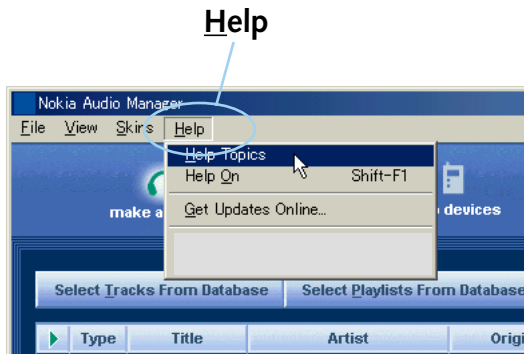 Help
Nokia Audio Manager
File View Skins Help
Help Topics
Help On Shift-F1
Get Updates Online...
make a
devices
Select Tracks From Database Select Playlists From Database
Type Title Artist Origi